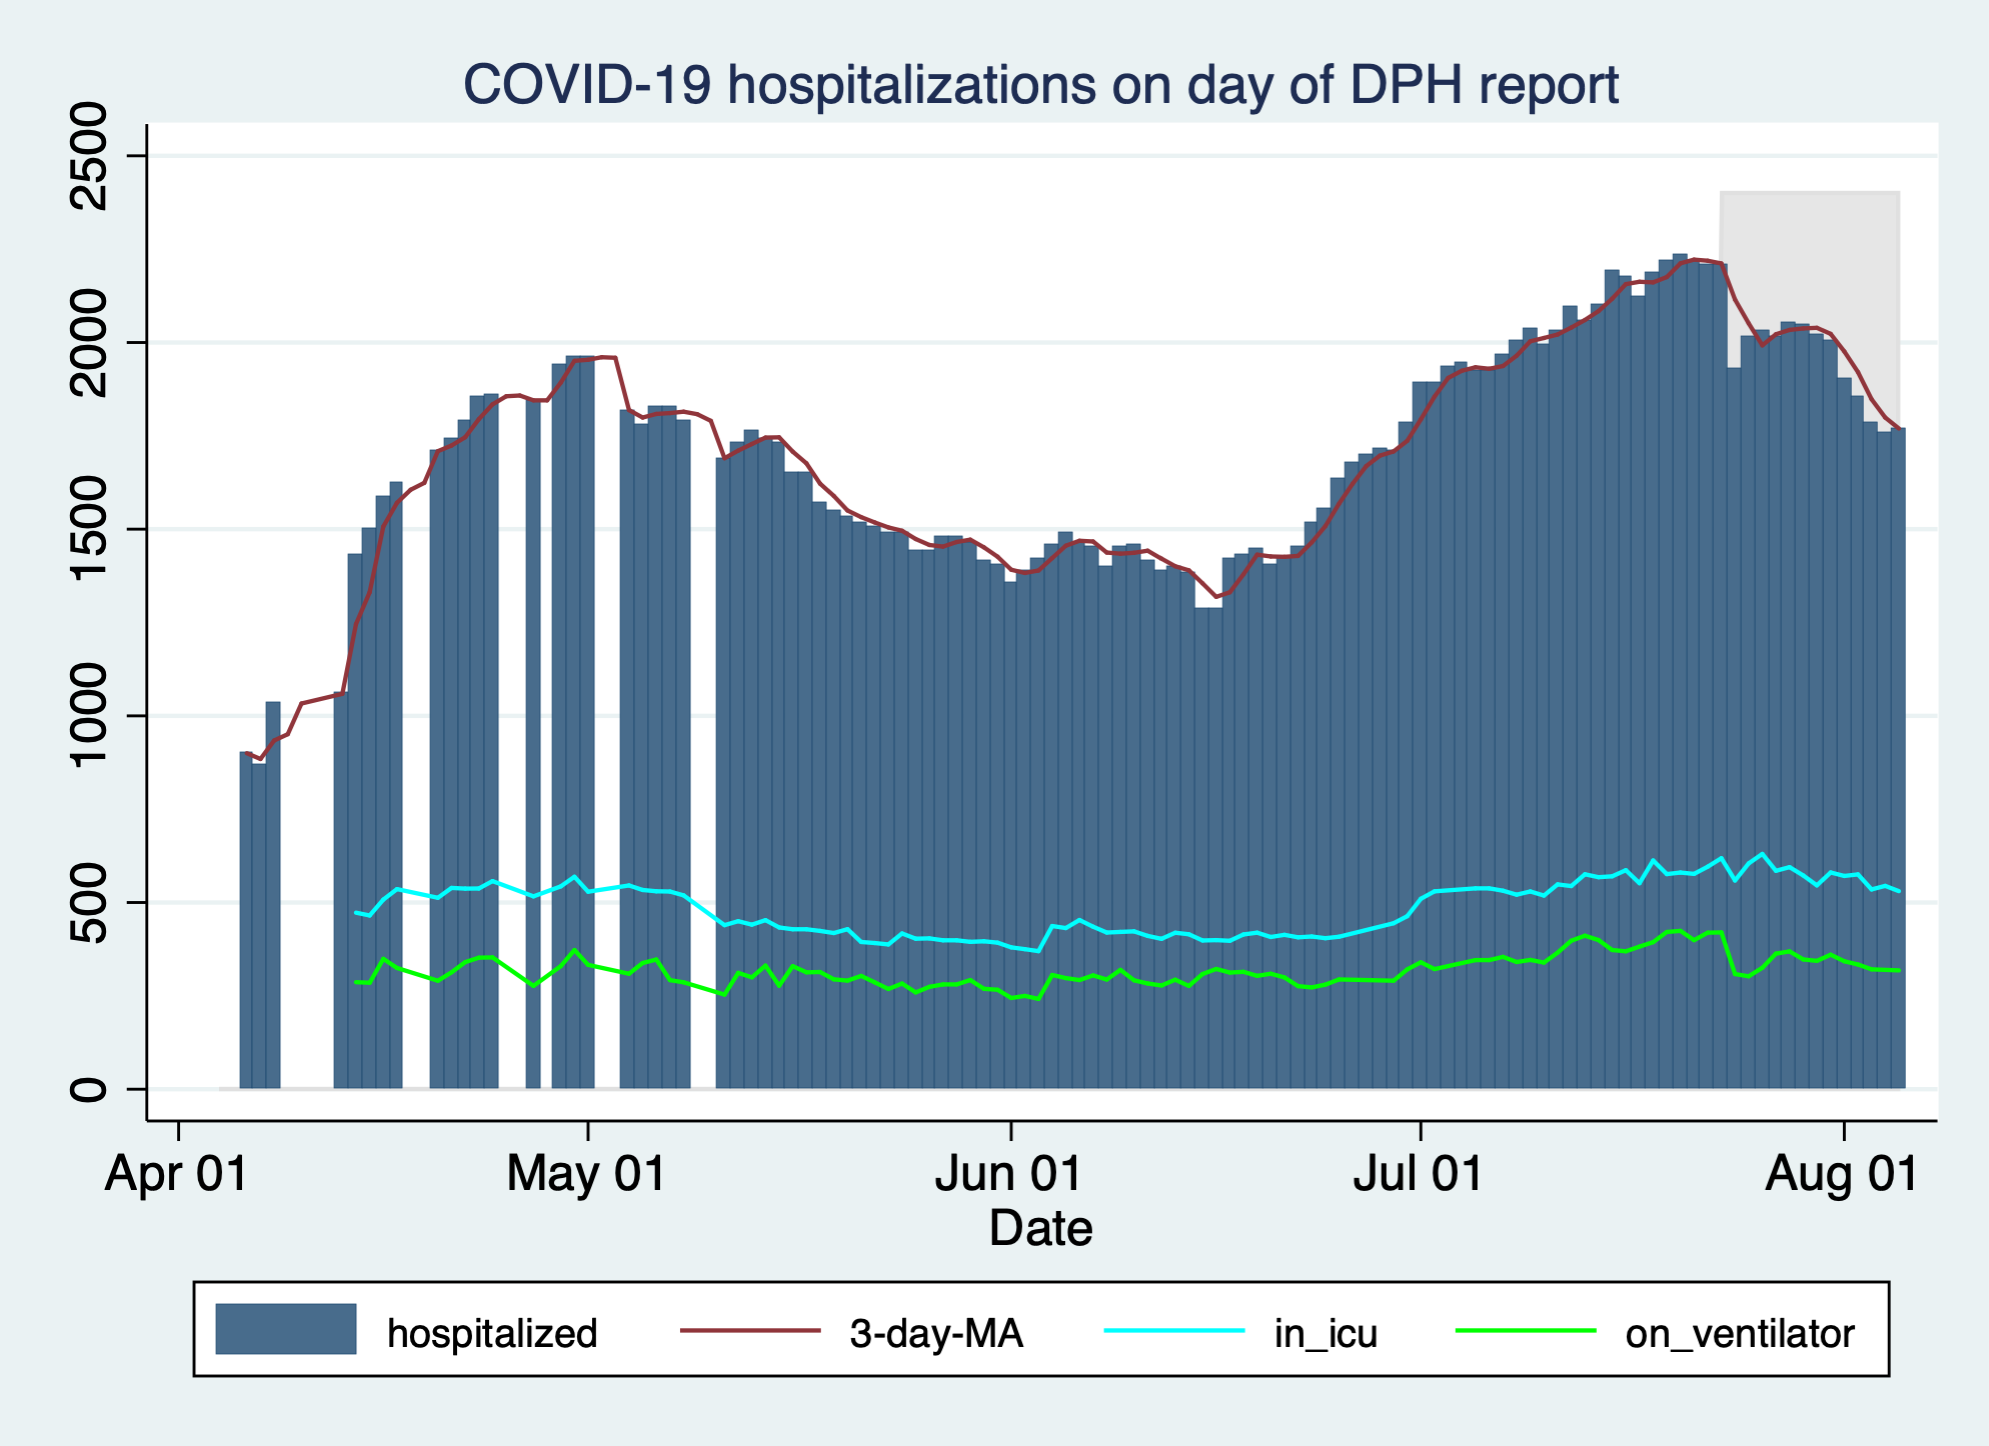 COVID-19 hospitalizations on day of DPH report
2500
2000
1500
1000
500
0
Apr 01 May 01 Jun 01 Jul 01 Aug 01
Date
hospitalized 3-day-MA in_icu on_ventilator